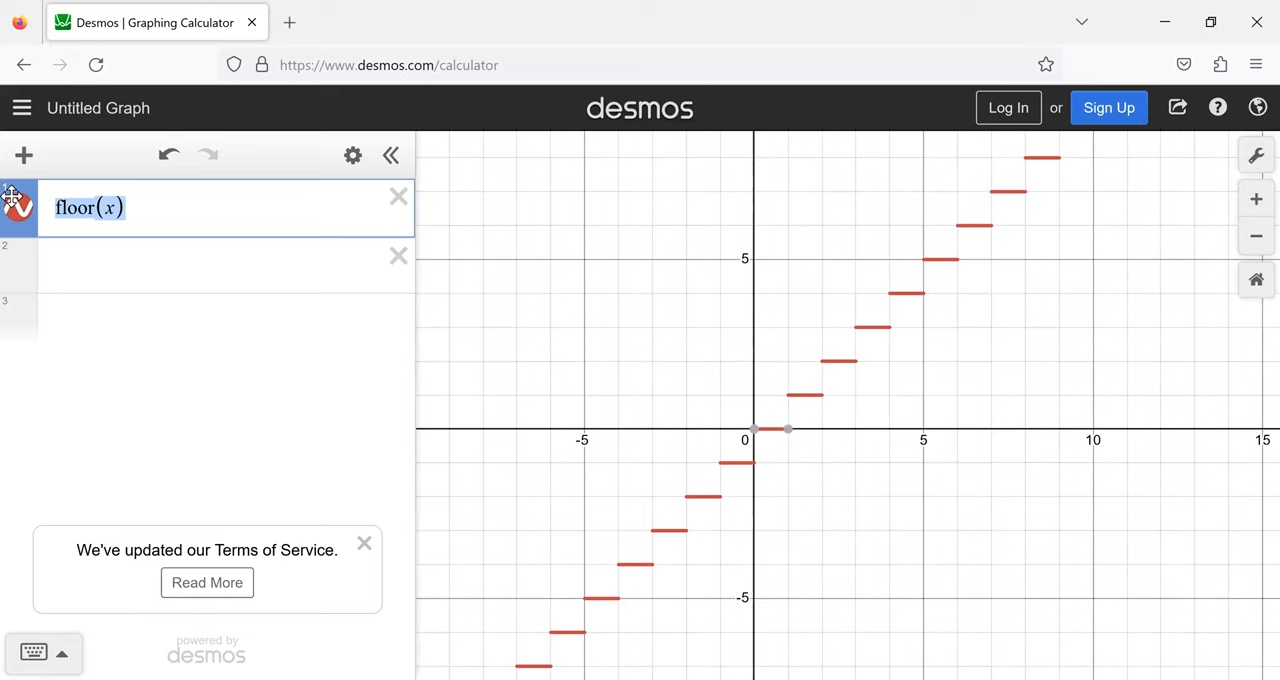 Desmos | Graphing Calculator
https://www.desmos.com/calculator
Untitled Graph
desmos
Log In or Sign Up
1
floor(x)
2
3
We've updated our Terms of Service.
Read More
powered by
desmos
5
-5
0
5
10
15
-5